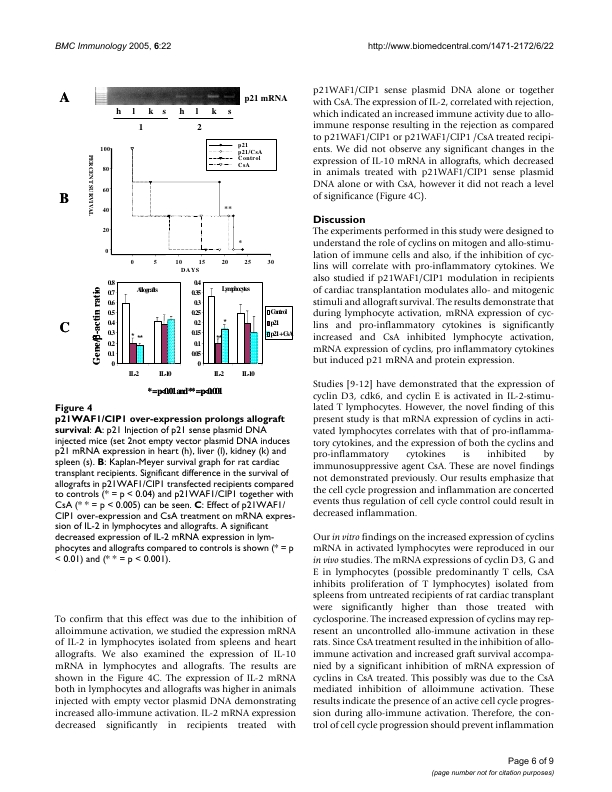 BMC Immunology 2005, 6:22
http://www.biomedcentral.com/1471-2172/6/22
A
p21 mRNA
h l k s h l k s
1 2
p21
p21/CsA
Control
CsA
B
PERCENT SURVIVAL
100
80
60
40
20
0
**
*
0 5 10 15 20 25 30
DAYS
C
Gene/β-actin ratio
0.8
0.7
0.6
0.5
0.4
0.3
0.2
0.1
0
Allografts
* **
IL-2 IL-10
0.4
0.35
0.3
0.25
0.2
0.15
0.1
0.05
0
Lymphocytes
**
*
IL-2 IL-10
Control
p21
p21+CsA
*=p<0.01 and **=p<0.001
Figure 4
p21WAF1/CIP1 over-expression prolongs allograft
survival: A: p21 Injection of p21 sense plasmid DNA
injected mice (set 2not empty vector plasmid DNA induces
p21 mRNA expression in heart (h), liver (l), kidney (k) and
spleen (s). B: Kaplan-Meyer survival graph for rat cardiac
transplant recipients. Significant difference in the survival of
allografts in p21WAF1/CIP1 transfected recipients compared
to controls (* = p < 0.04) and p21WAF1/CIP1 together with
CsA (* * = p < 0.005) can be seen. C: Effect of p21WAF1/
CIP1 over-expression and CsA treatment on mRNA expres-
sion of IL-2 in lymphocytes and allografts. A significant
decreased expression of IL-2 mRNA expression in lym-
phocytes and allografts compared to controls is shown (* = p
< 0.01) and (* * = p < 0.001).
To confirm that this effect was due to the inhibition of
alloimmune activation, we studied the expression mRNA
of IL-2 in lymphocytes isolated from spleens and heart
allografts. We also examined the expression of IL-10
mRNA in lymphocytes and allografts. The results are
shown in the Figure 4C. The expression of IL-2 mRNA
both in lymphocytes and allografts was higher in animals
injected with empty vector plasmid DNA demonstrating
increased allo-immune activation. IL-2 mRNA expression
decreased significantly in recipients treated with
p21WAF1/CIP1 sense plasmid DNA alone or together
with CsA. The expression of IL-2, correlated with rejection,
which indicated an increased immune activity due to allo-
immune response resulting in the rejection as compared
to p21WAF1/CIP1 or p21WAF1/CIP1 /CsA treated recipi-
ents. We did not observe any significant changes in the
expression of IL-10 mRNA in allografts, which decreased
in animals treated with p21WAF1/CIP1 sense plasmid
DNA alone or with CsA, however it did not reach a level
of significance (Figure 4C).
Discussion
The experiments performed in this study were designed to
understand the role of cyclins on mitogen and allo-stimu-
lation of immune cells and also, if the inhibition of cyc-
lins will correlate with pro-inflammatory cytokines. We
also studied if p21WAF1/CIP1 modulation in recipients
of cardiac transplantation modulates allo- and mitogenic
stimuli and allograft survival. The results demonstrate that
during lymphocyte activation, mRNA expression of cyc-
lins and pro-inflammatory cytokines is significantly
increased and CsA inhibited lymphocyte activation,
mRNA expression of cyclins, pro inflammatory cytokines
but induced p21 mRNA and protein expression.
Studies [9-12] have demonstrated that the expression of
cyclin D3, cdk6, and cyclin E is activated in IL-2-stimu-
lated T lymphocytes. However, the novel finding of this
present study is that mRNA expression of cyclins in acti-
vated lymphocytes correlates with that of pro-inflamma-
tory cytokines, and the expression of both the cyclins and
pro-inflammatory cytokines is inhibited by
immunosuppressive agent CsA. These are novel findings
not demonstrated previously. Our results emphasize that
the cell cycle progression and inflammation are concerted
events thus regulation of cell cycle control could result in
decreased inflammation.
Our in vitro findings on the increased expression of cyclins
mRNA in activated lymphocytes were reproduced in our
in vivo studies. The mRNA expressions of cyclin D3, G and
E in lymphocytes (possible predominantly T cells, CsA
inhibits proliferation of T lymphocytes) isolated from
spleens from untreated recipients of rat cardiac transplant
were significantly higher than those treated with
cyclosporine. The increased expression of cyclins may rep-
resent an uncontrolled allo-immune activation in these
rats. Since CsA treatment resulted in the inhibition of allo-
immune activation and increased graft survival accompa-
nied by a significant inhibition of mRNA expression of
cyclins in CsA treated. This possibly was due to the CsA
mediated inhibition of alloimmune activation. These
results indicate the presence of an active cell cycle progres-
sion during allo-immune activation. Therefore, the con-
trol of cell cycle progression should prevent inflammation
Page 6 of 9
(page number not for citation purposes)